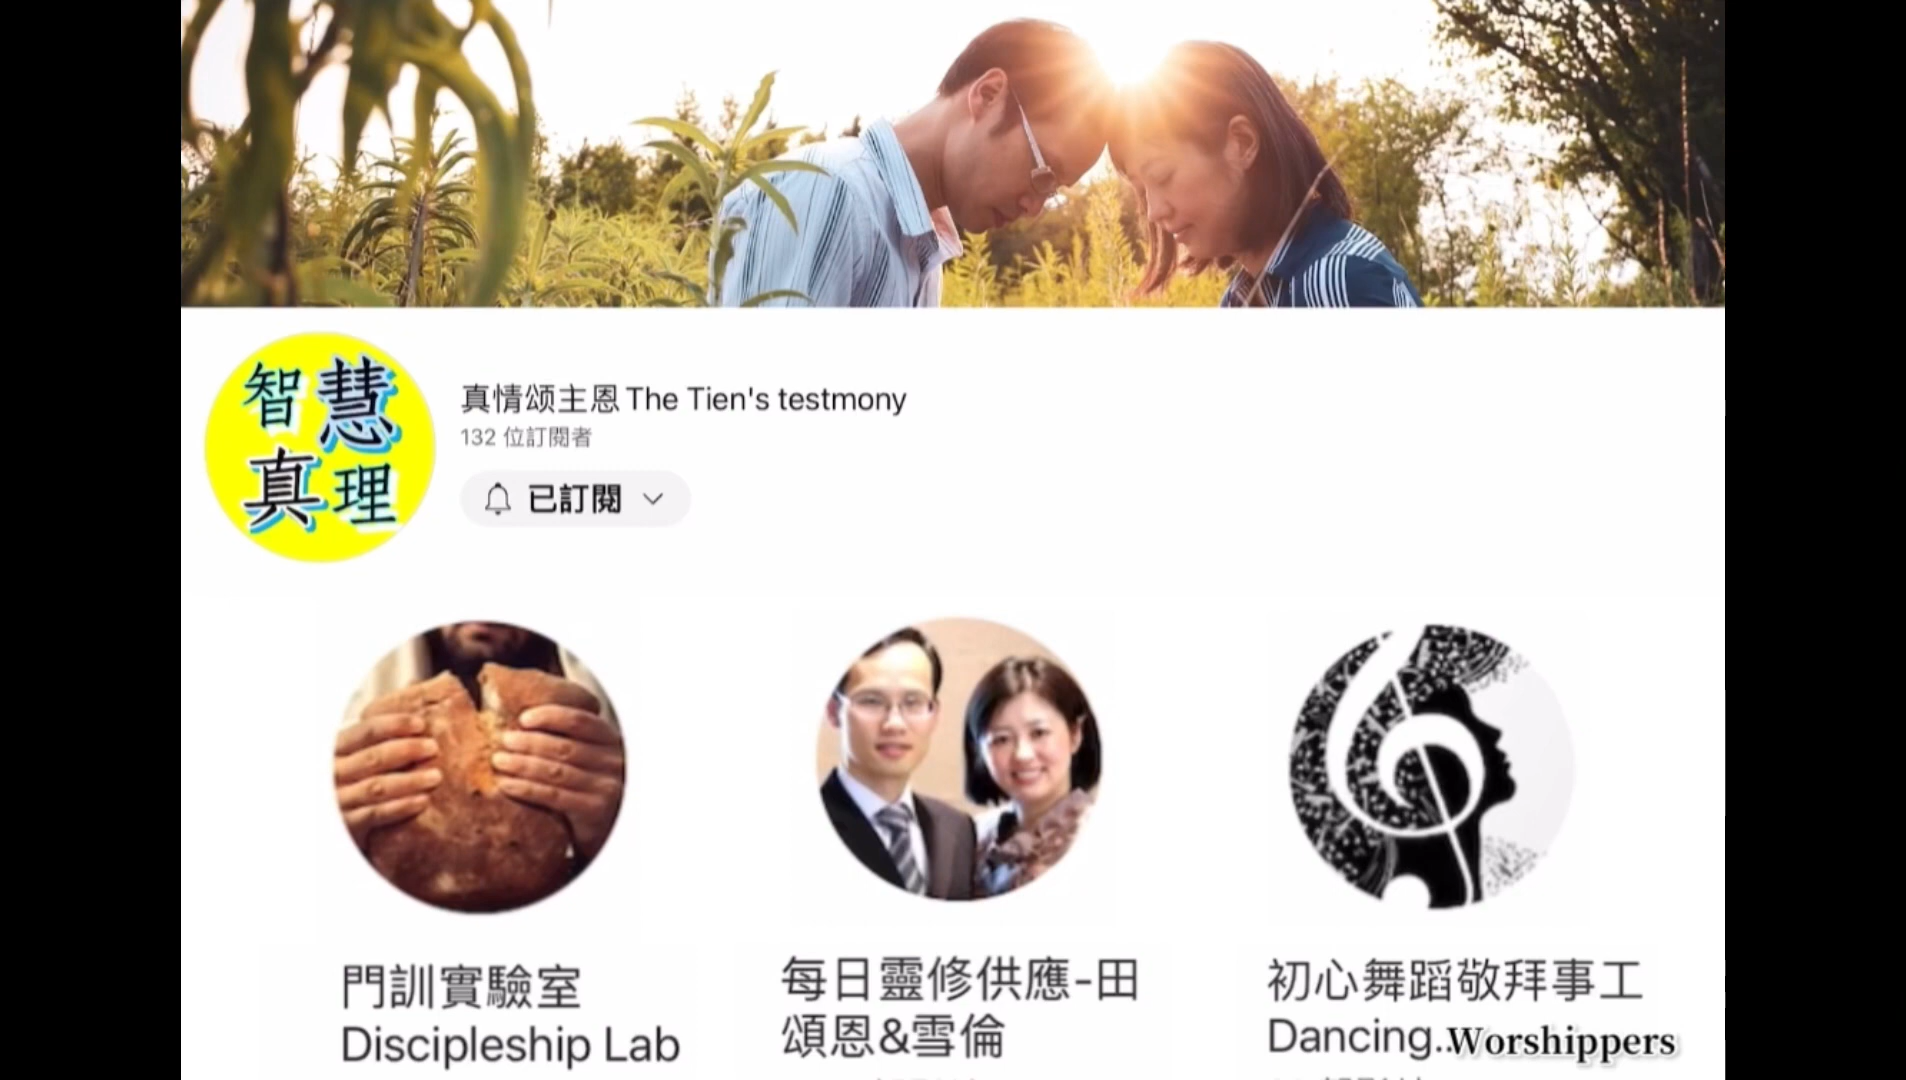 智慧
真理
真情颂主恩 The Tien's testmony
132 位訂閱者
已訂閱
門訓實驗室
Discipleship Lab
每日靈修供應-田
頌恩&雪倫
初心舞蹈敬拜事工
Dancing..Worshippers